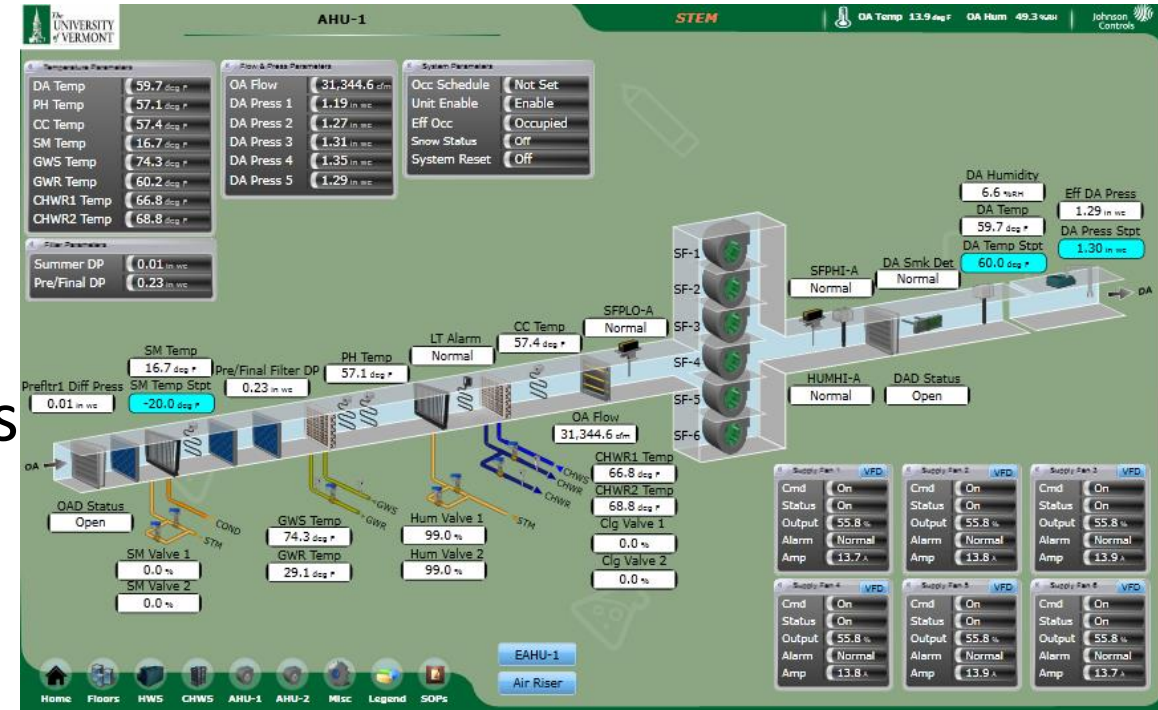 The
UNIVERSITY
of VERMONT
AHU-1
STEM
OA Temp 13.9 deg F OA Hum 49.3 %RH
Johnson
Controls
Temperature Parameters
DA Temp 59.7 deg F
PH Temp 57.1 deg F
CC Temp 57.4 deg F
SM Temp 16.7 deg F
GWS Temp 74.3 deg F
GWR Temp 60.2 deg F
CHWR1 Temp 66.8 deg F
CHWR2 Temp 68.8 deg F
Flow & Press Parameters
OA Flow 31,344.6 cfm
DA Press 1 1.19 in wc
DA Press 2 1.27 in wc
DA Press 3 1.31 in wc
DA Press 4 1.35 in wc
DA Press 5 1.29 in wc
System Parameters
Occ Schedule Not Set
Unit Enable Enable
Eff Occ Occupied
Snow Status Off
System Reset Off
Filter Parameters
Summer DP 0.01 in wc
Pre/Final DP 0.23 in wc
DA Humidity
6.6 %RH
DA Temp
59.7 deg F
DA Temp Stpt
60.0 deg F
Eff DA Press
1.29 in wc
DA Press Stpt
1.30 in wc
DA
SF-1
SF-2
SF-3
SF-4
SF-5
SF-6
SFPHI-A
Normal
DA Smk Det
Normal
HUMHI-A
Normal
DAD Status
Open
SFPLO-A
Normal
CC Temp
57.4 deg F
LT Alarm
Normal
PH Temp
57.1 deg F
Pre/Final Filter DP
0.23 in wc
SM Temp
16.7 deg F
SM Temp Stpt
-20.0 deg F
Prefltr1 Diff Press
0.01 in wc
S
OA
OAD Status
Open
COND
STM
SM Valve 1
0.0 %
SM Valve 2
0.0 %
GWS
GWR
GWS Temp
74.3 deg F
GWR Temp
29.1 deg F
STM
Hum Valve 1
99.0 %
Hum Valve 2
99.0 %
OA Flow
31,344.6 cfm
CHWS
CHWR
CHWR
CHWR1 Temp
66.8 deg F
CHWR2 Temp
68.8 deg F
Clg Valve 1
0.0 %
Clg Valve 2
0.0 %
Supply Fan 1 VFD
Cmd On
Status On
Output 55.8 %
Alarm Normal
Amp 13.7 A
Supply Fan 2 VFD
Cmd On
Status On
Output 55.8 %
Alarm Normal
Amp 13.8 A
Supply Fan 3 VFD
Cmd On
Status On
Output 55.8 %
Alarm Normal
Amp 13.9 A
Supply Fan 4 VFD
Cmd On
Status On
Output 55.8 %
Alarm Normal
Amp 13.8 A
Supply Fan 5 VFD
Cmd On
Status On
Output 55.8 %
Alarm Normal
Amp 13.9 A
Supply Fan 6 VFD
Cmd On
Status On
Output 55.8 %
Alarm Normal
Amp 13.7 A
EAHU-1
Air Riser
Home Floors HWS CHWS AHU-1 AHU-2 Misc Legend SOPs